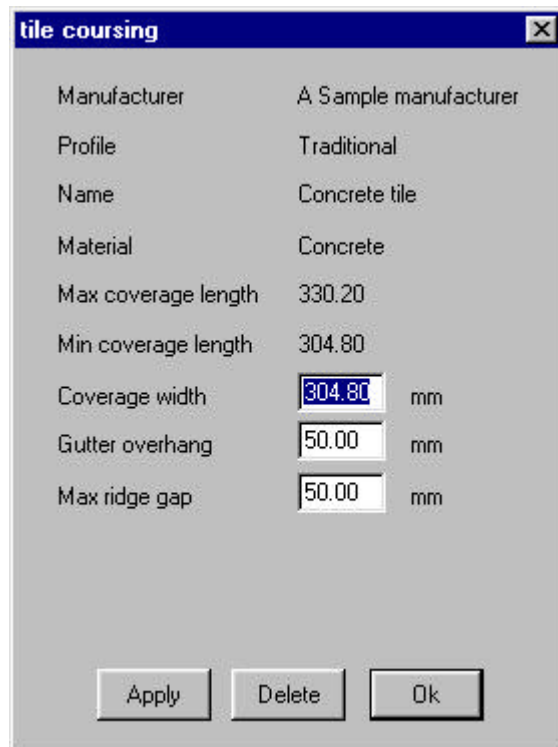 tile coursing
Manufacturer A Sample manufacturer
Profile Traditional
Name Concrete tile
Material Concrete
Max coverage length 330.20
Min coverage length 304.80
Coverage width 304.80 mm
Gutter overhang 50.00 mm
Max ridge gap 50.00 mm
Apply Delete Ok